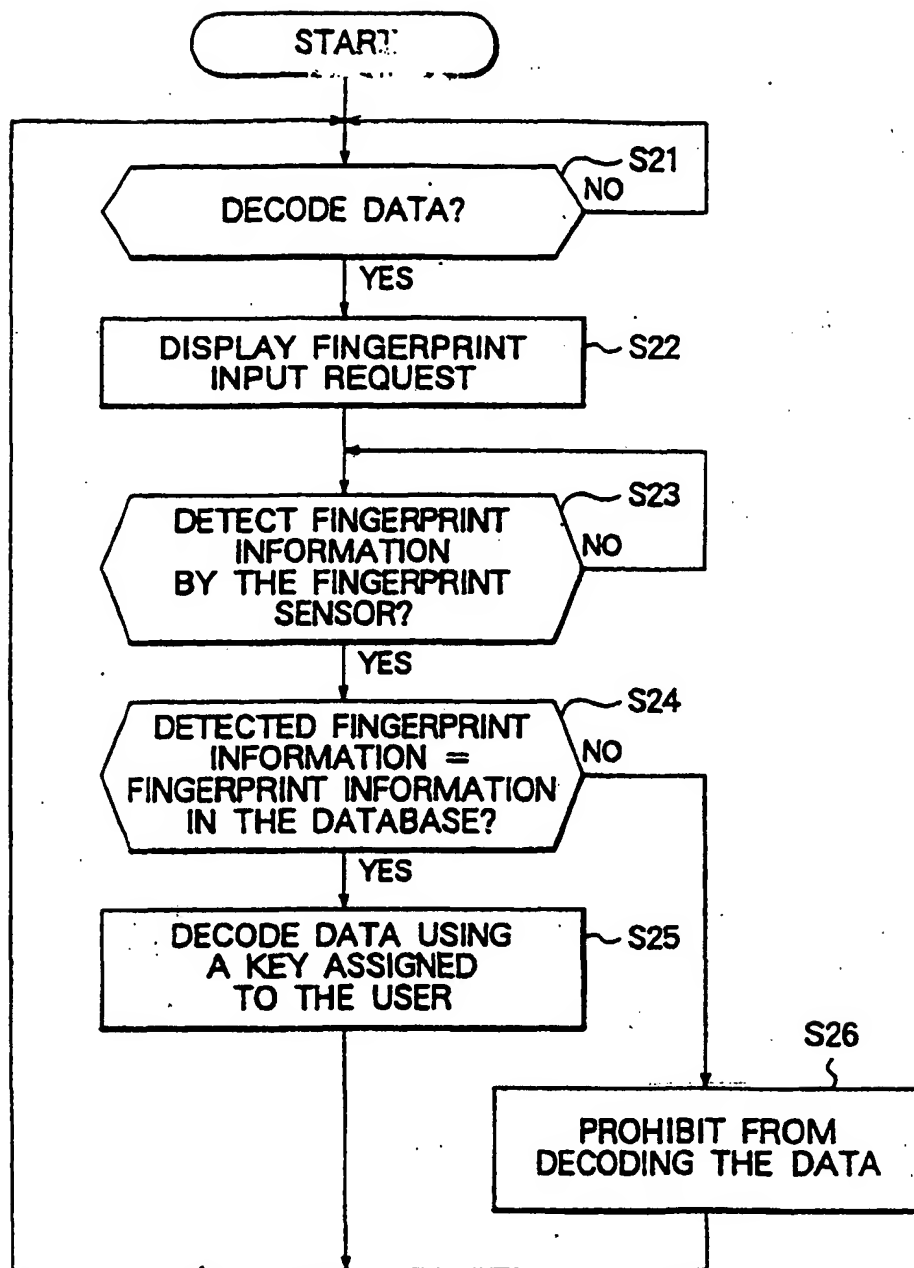 START
S21
NO
DECODE DATA?
YES
DISPLAY FINGERPRINT
INPUT REQUEST
S22
S23
DETECT FINGERPRINT
INFORMATION
BY THE FINGERPRINT
SENSOR?
NO
YES
S24
DETECTED FINGERPRINT
INFORMATION =
FINGERPRINT INFORMATION
IN THE DATABASE?
NO
YES
DECODE DATA USING
A KEY ASSIGNED
TO THE USER
S25
S26
PROHIBIT FROM
DECODING THE DATA